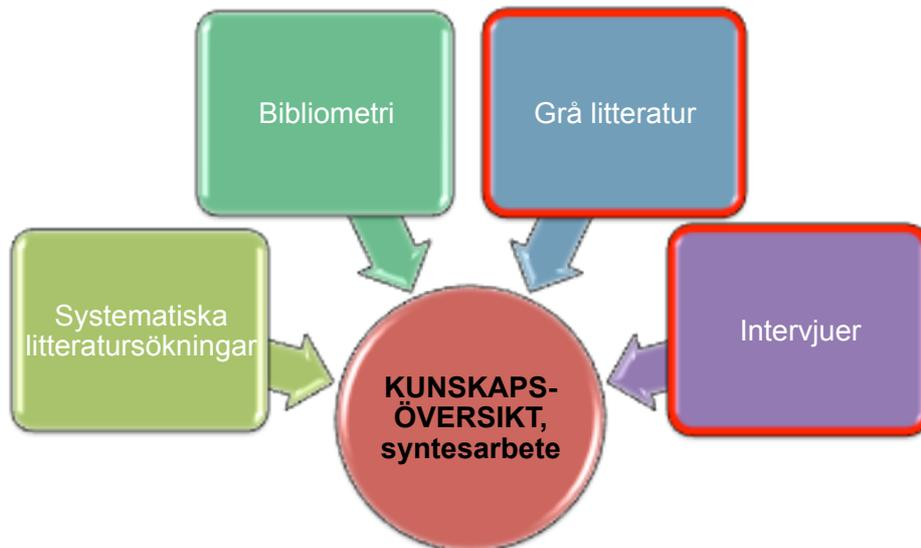 Bibliometri
Grå litteratur
Systematiska
litteratursökningar
Intervjuer
KUNSKAPS-
ÖVERSIKT,
syntesarbete